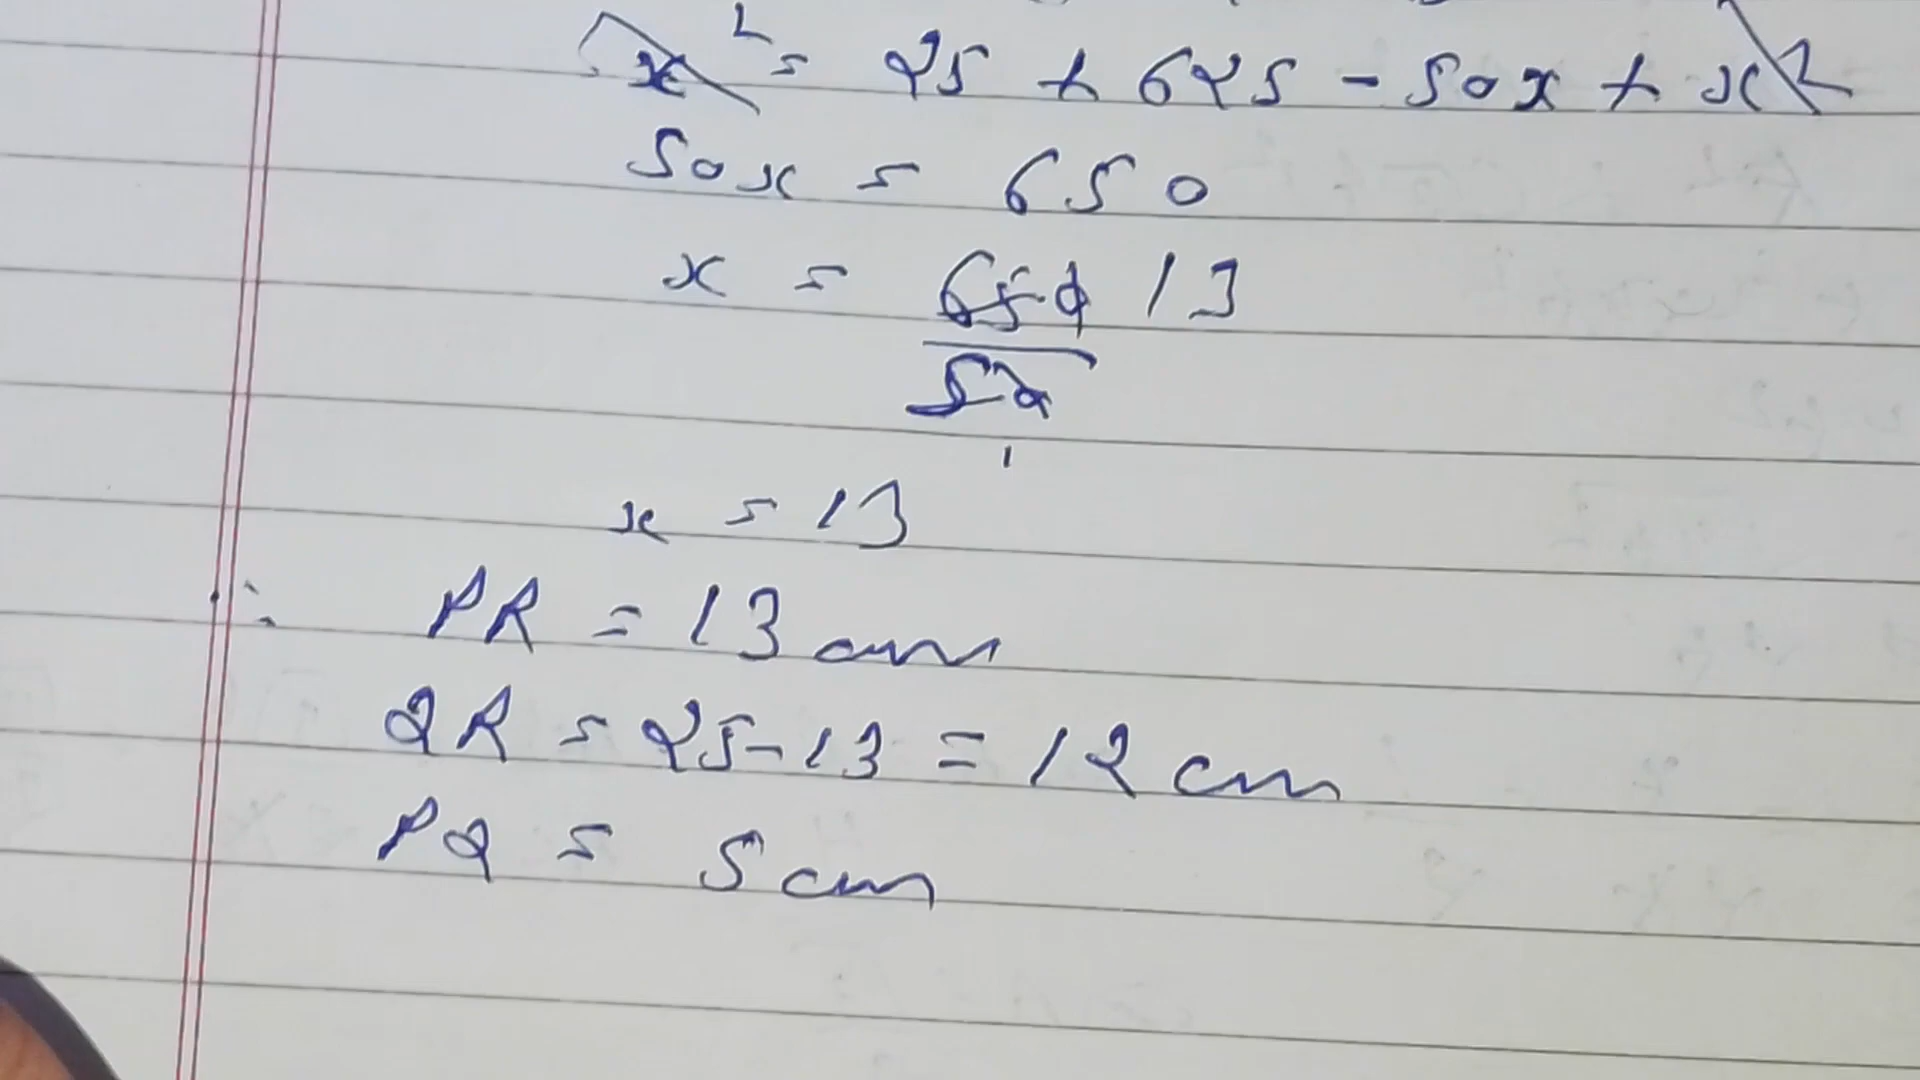 x² = 25 + 625 - 50x + x²
50x = 650
x = 650 13
50
1
x = 13
∴ PR = 13 cm
QR = 25-13 = 12 cm
PQ = 5 cm